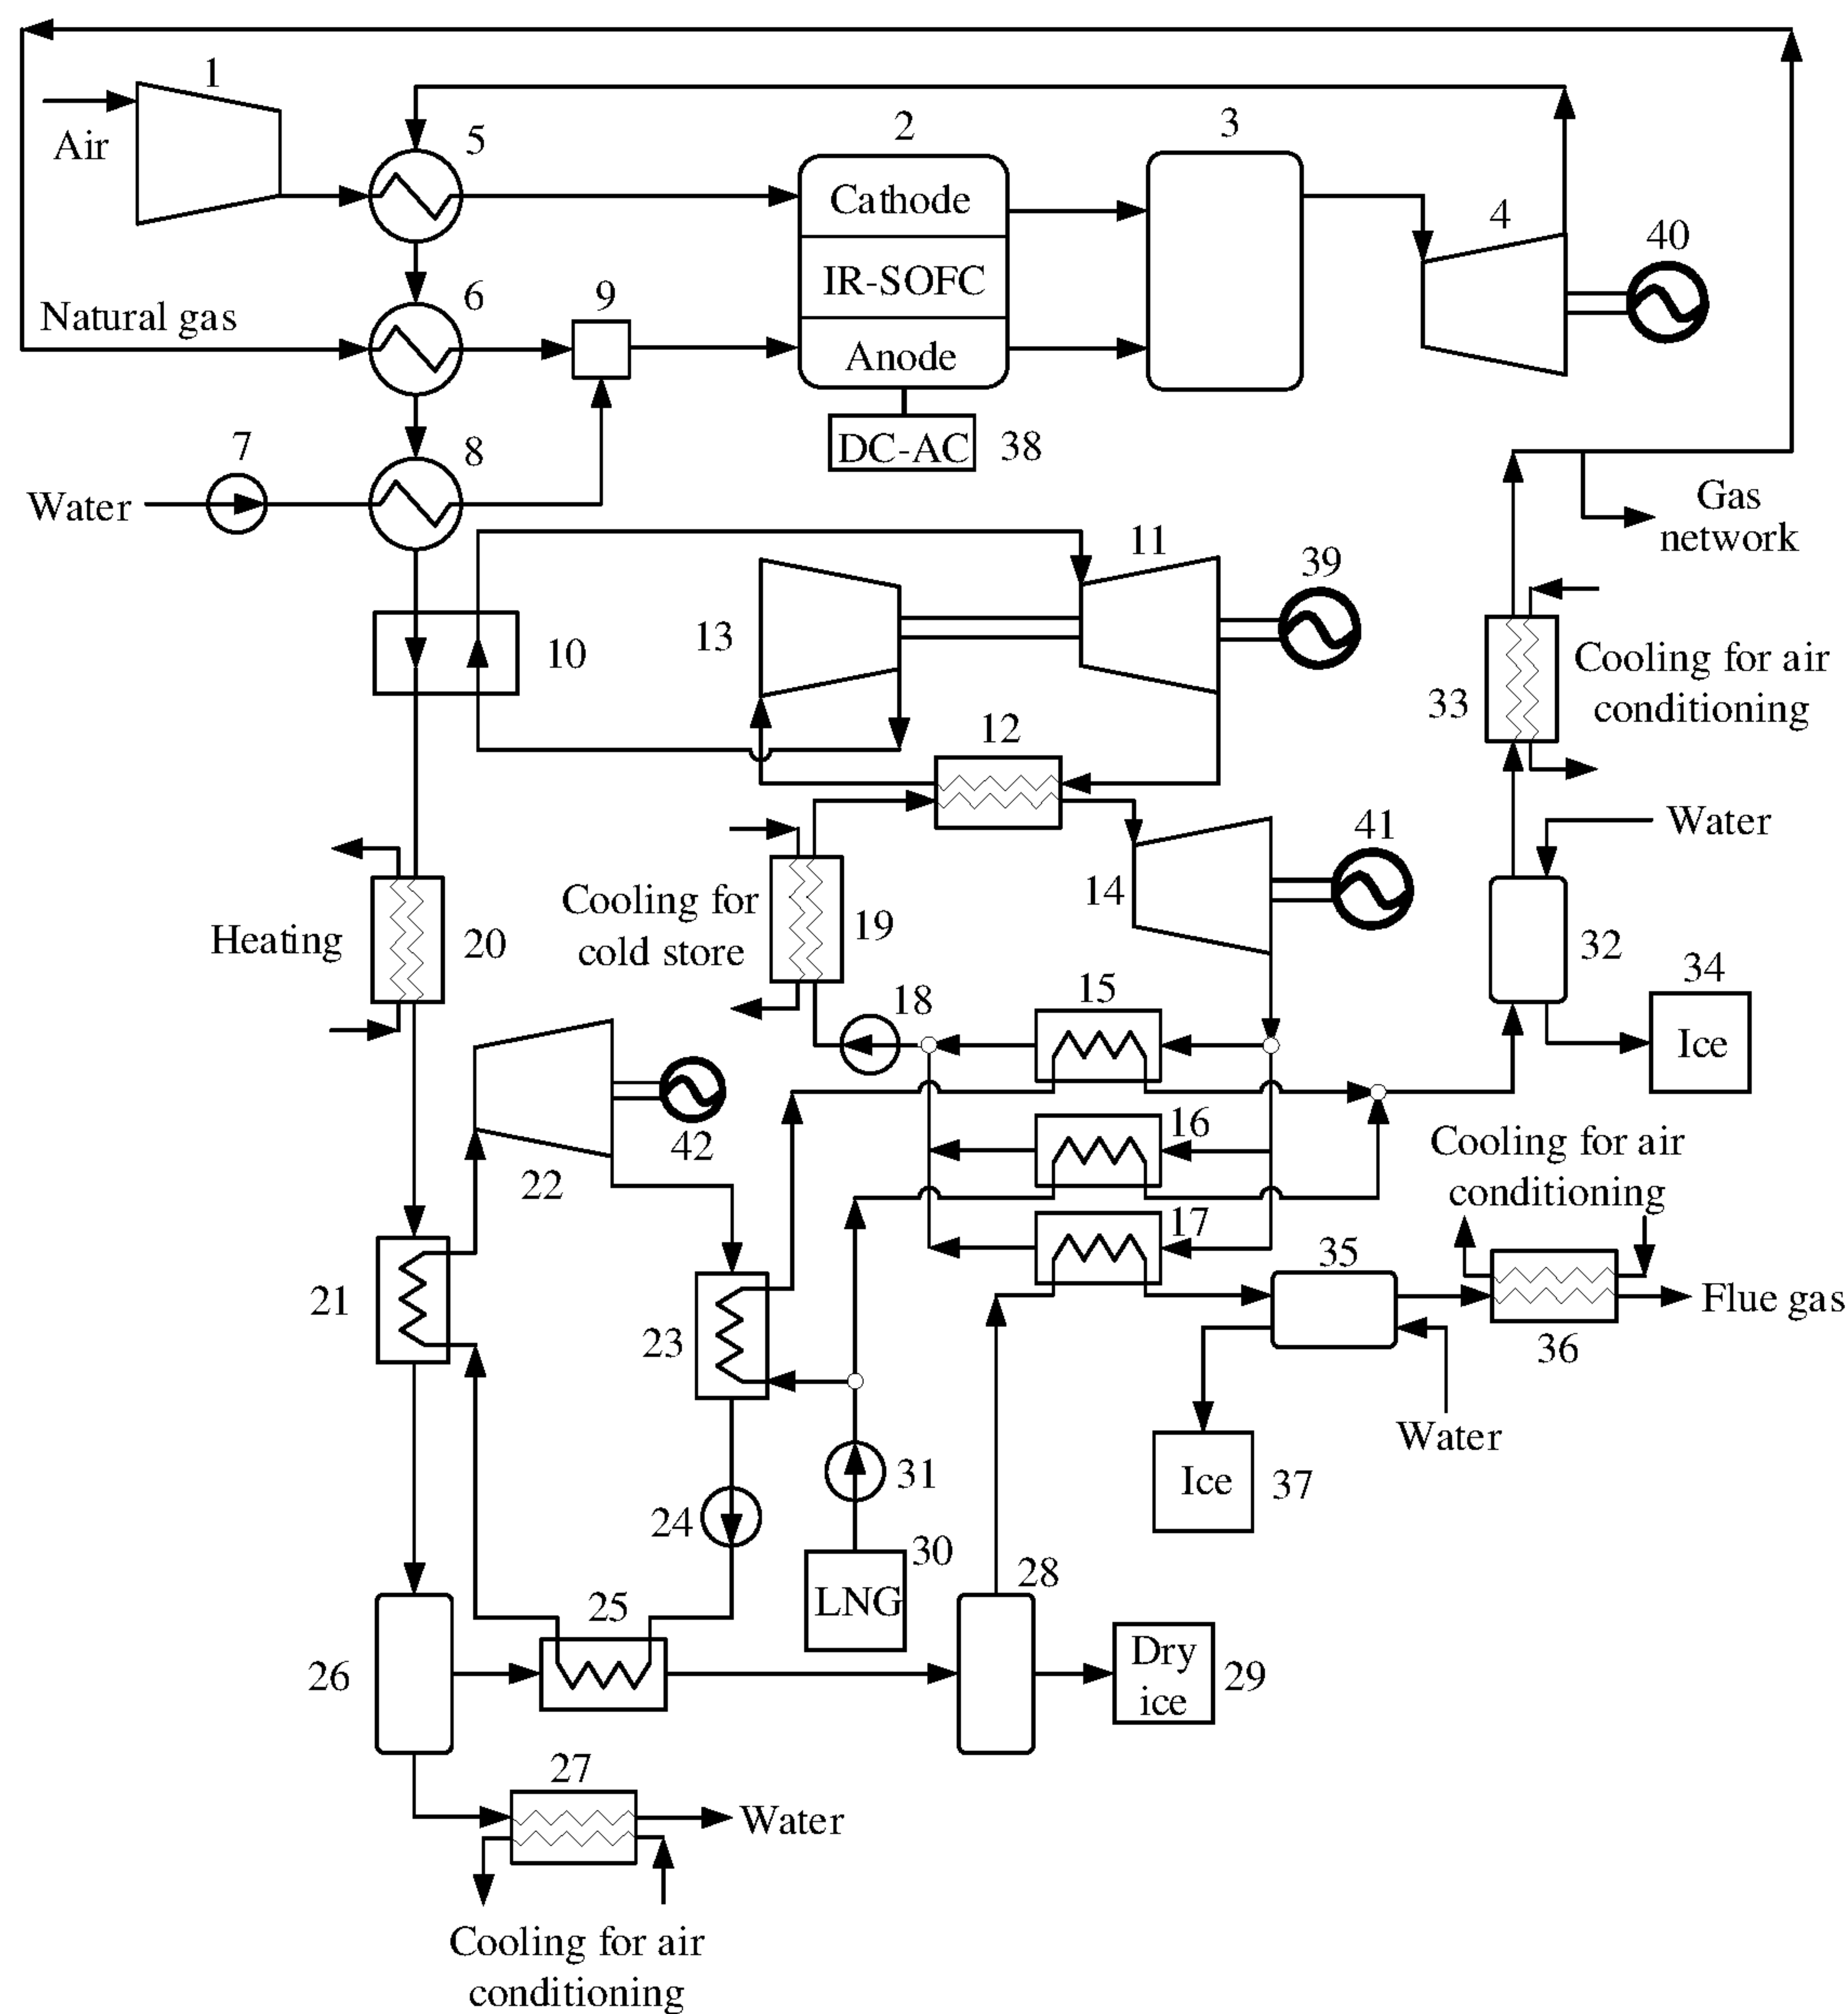 1
Air
5
2
3
Cathode
4
40
IR-SOFC
Natural gas
6
9
Anode
7
8
DC-AC
38
Water
Gas
network
11
39
13
10
Cooling for air
conditioning
33
12
Water
41
14
Cooling for
cold store
19
Heating
20
32
34
Ice
18
15
42
22
16
Cooling for air
conditioning
17
21
23
35
Flue gas
36
Water
31
Ice
37
24
30
LNG
28
25
26
Dry
ice
29
27
Water
Cooling for air
conditioning